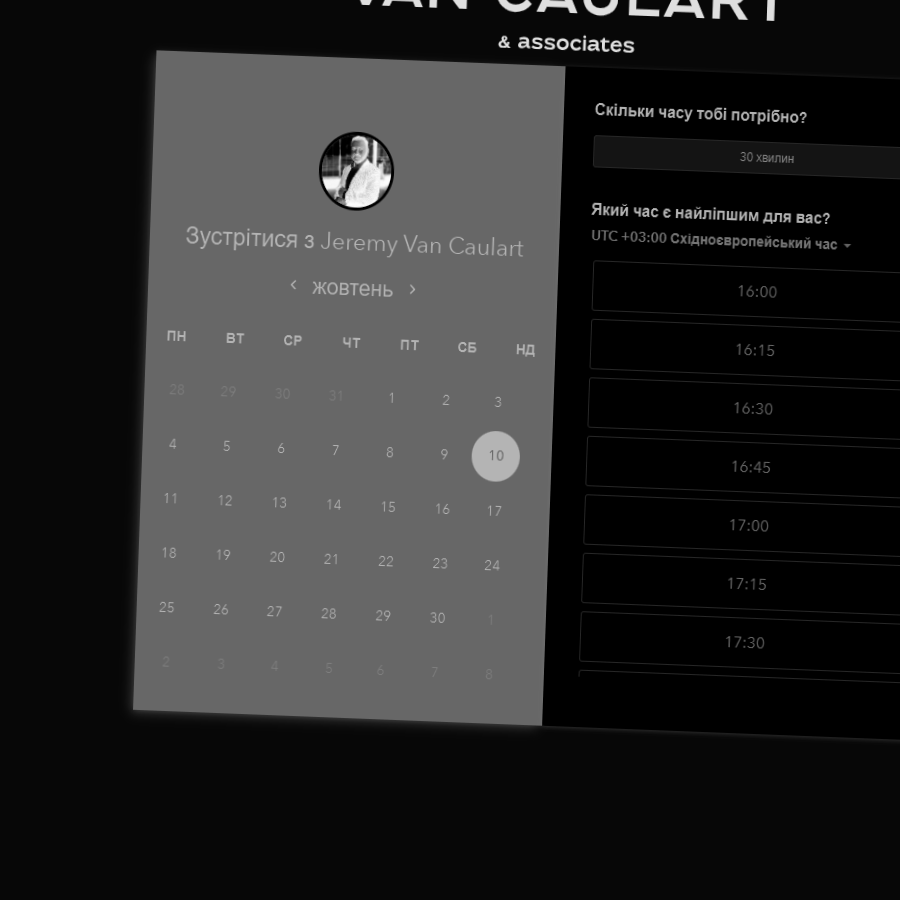 VAN CAULART
& associates
Зустрітися з Jeremy Van Caulart
‹ жовтень ›
ПН ВТ СР ЧТ ПТ СБ НД
28 29 30 31 1 2 3
4 5 6 7 8 9 10
11 12 13 14 15 16 17
18 19 20 21 22 23 24
25 26 27 28 29 30 1
2 3 4 5 6 7 8
Скільки часу тобі потрібно?
30 хвилин
Який час є найліпшим для вас?
UTC +03:00 Східноєвропейський час
16:00
16:15
16:30
16:45
17:00
17:15
17:30